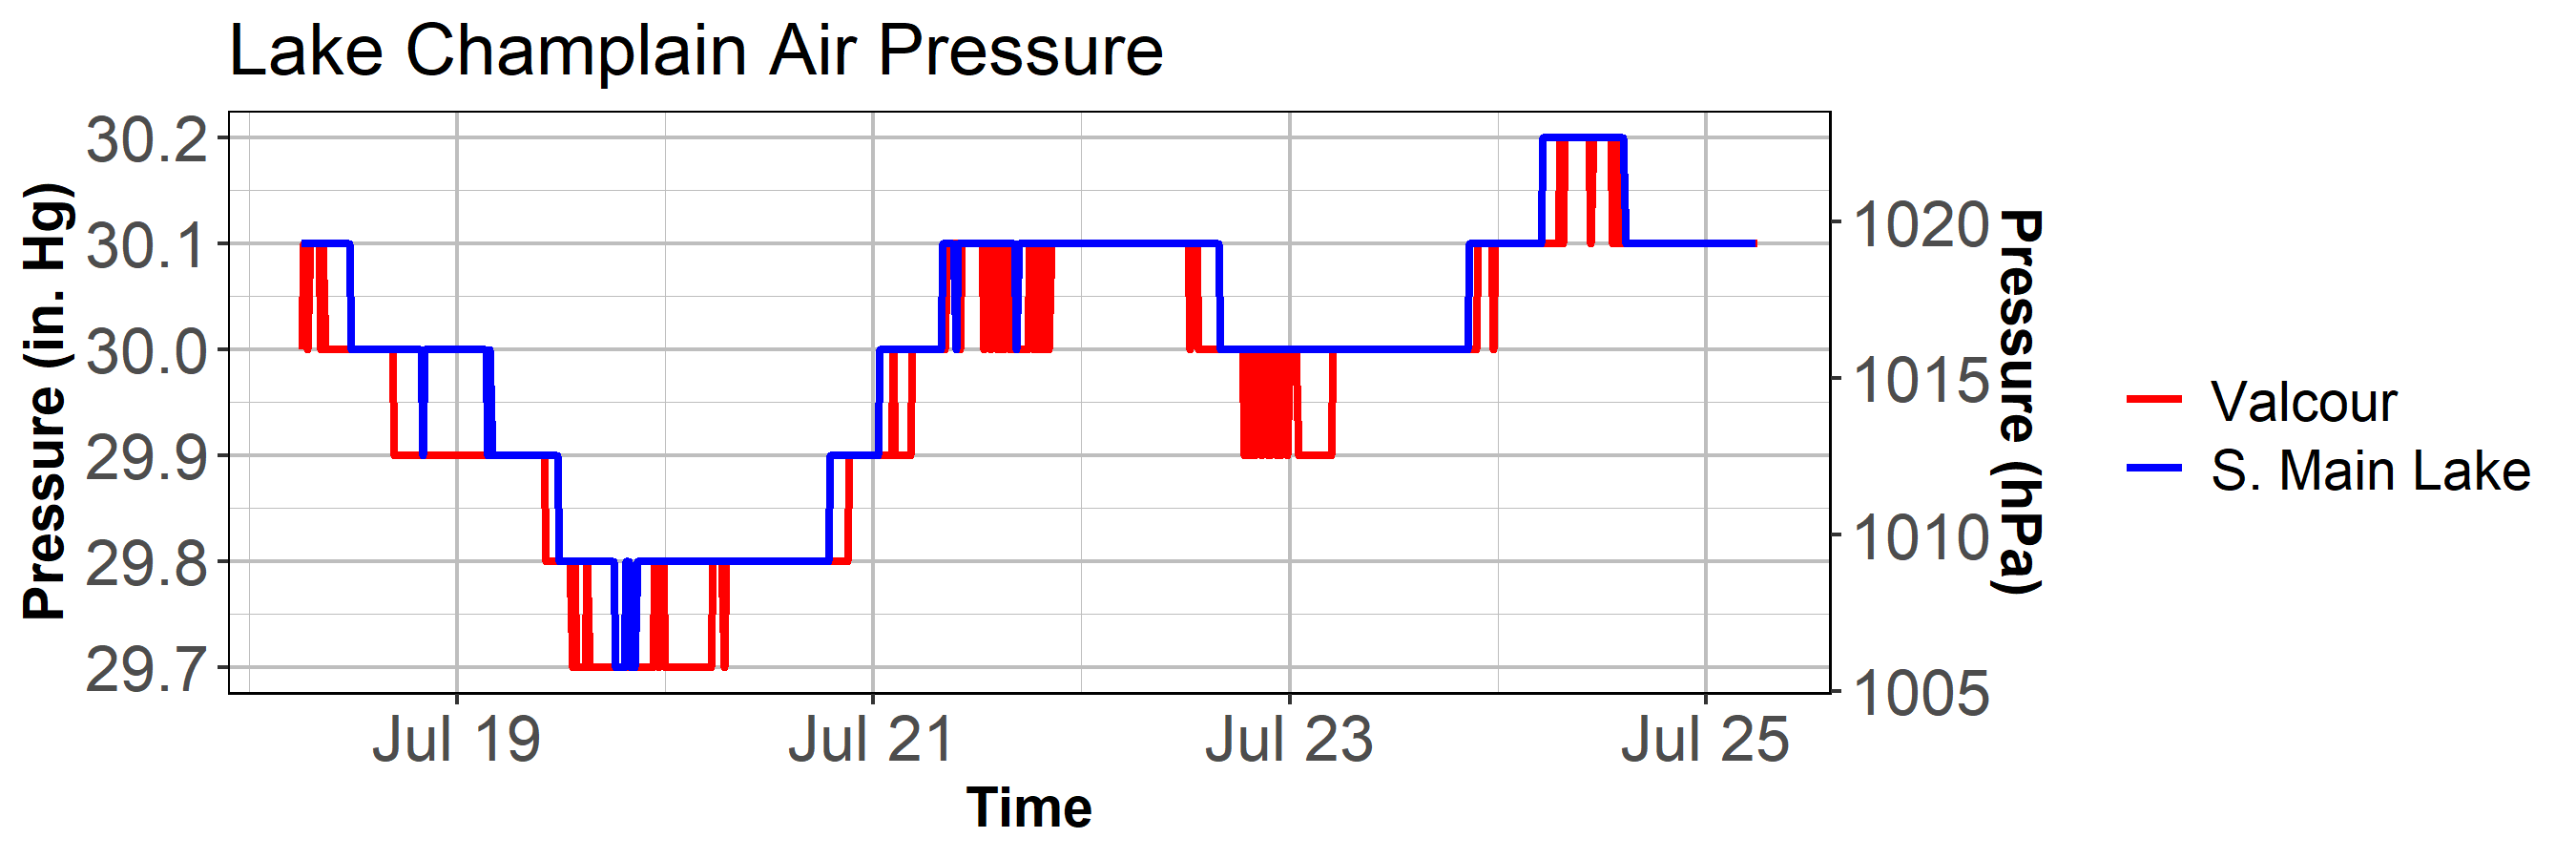 Lake Champlain Air Pressure
Pressure (in. Hg)
30.2
30.1
30.0
29.9
29.8
29.7
1020
1015
1010
1005
Pressure (hPa)
Jul 19
Jul 21
Jul 23
Jul 25
Time
Valcour
S. Main Lake